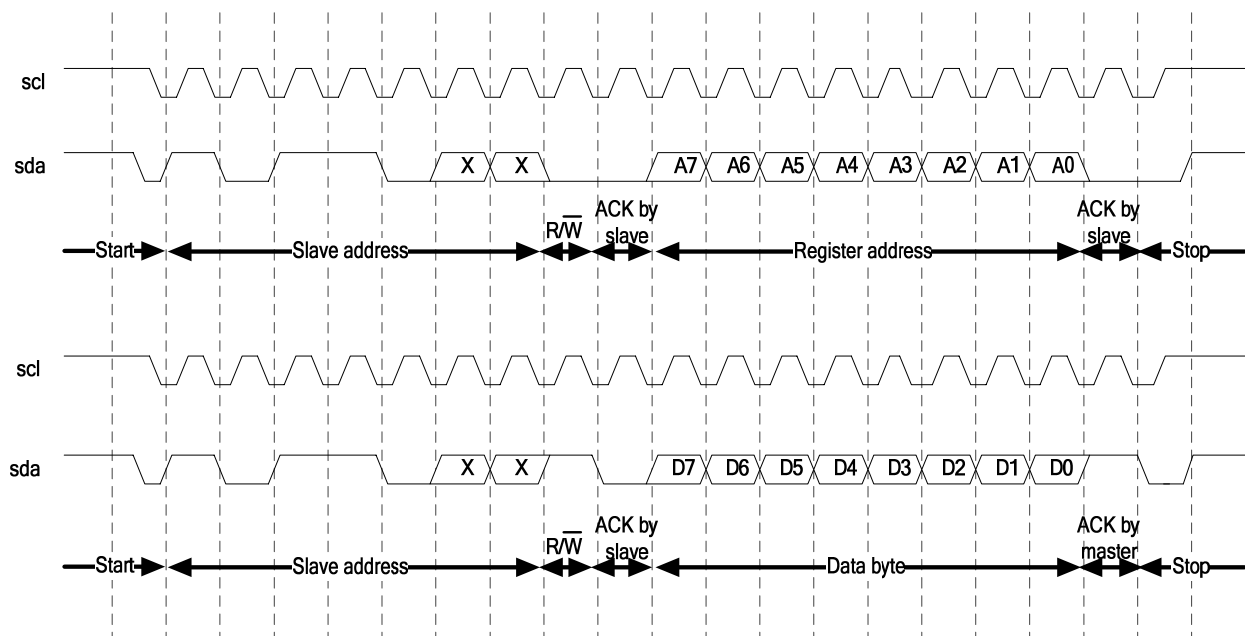 scl
sda X X A7 A6 A5 A4 A3 A2 A1 A0
Start Slave address R/W ACK by slave Register address ACK by slave Stop
scl
sda X X D7 D6 D5 D4 D3 D2 D1 D0
Start Slave address R/W ACK by slave Data byte ACK by master Stop